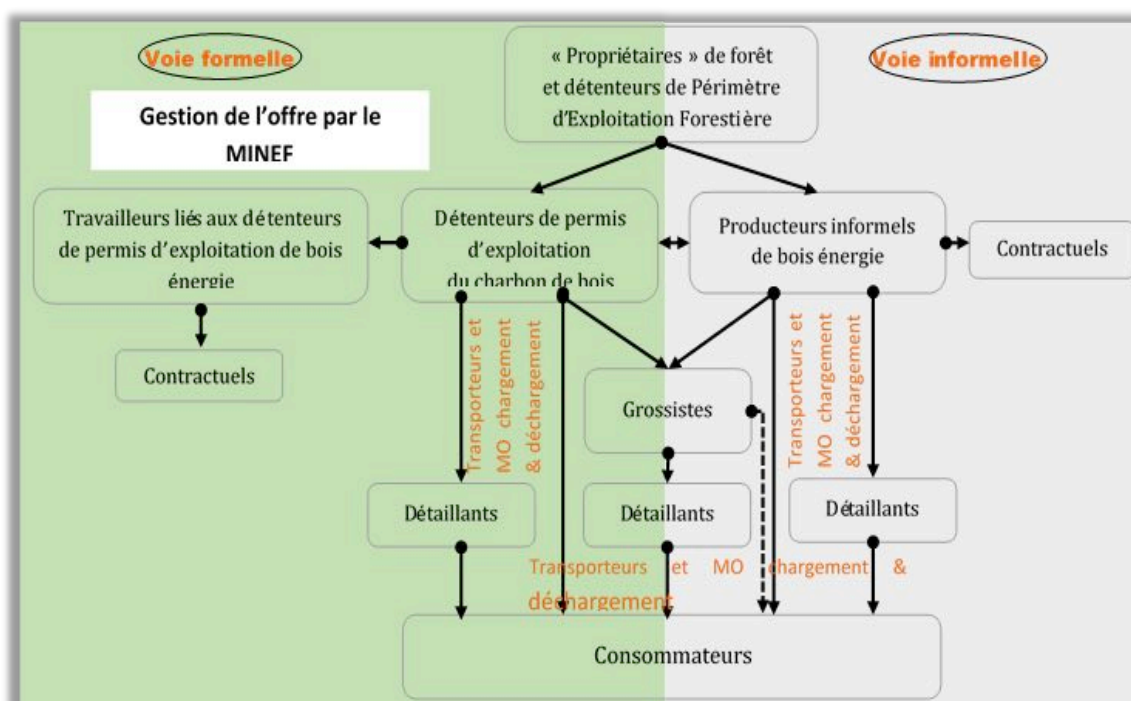 Voie formelle
« Propriétaires » de forêt
et détenteurs de Périmètre
d'Exploitation Forestière
Voie informelle
Gestion de l'offre par le
MINEF
Travailleurs liés aux détenteurs
de permis d'exploitation de bois
énergie
Détenteurs de permis
d'exploitation
du charbon de bois
Producteurs informels
de bois énergie
Contractuels
Contractuels
Transporteurs et
MO chargement
& déchargement
Grossistes
Transporteurs et
MO chargement
& déchargement
Détaillants
Détaillants
Détaillants
Transporteurs et MO chargement &
déchargement
Consommateurs